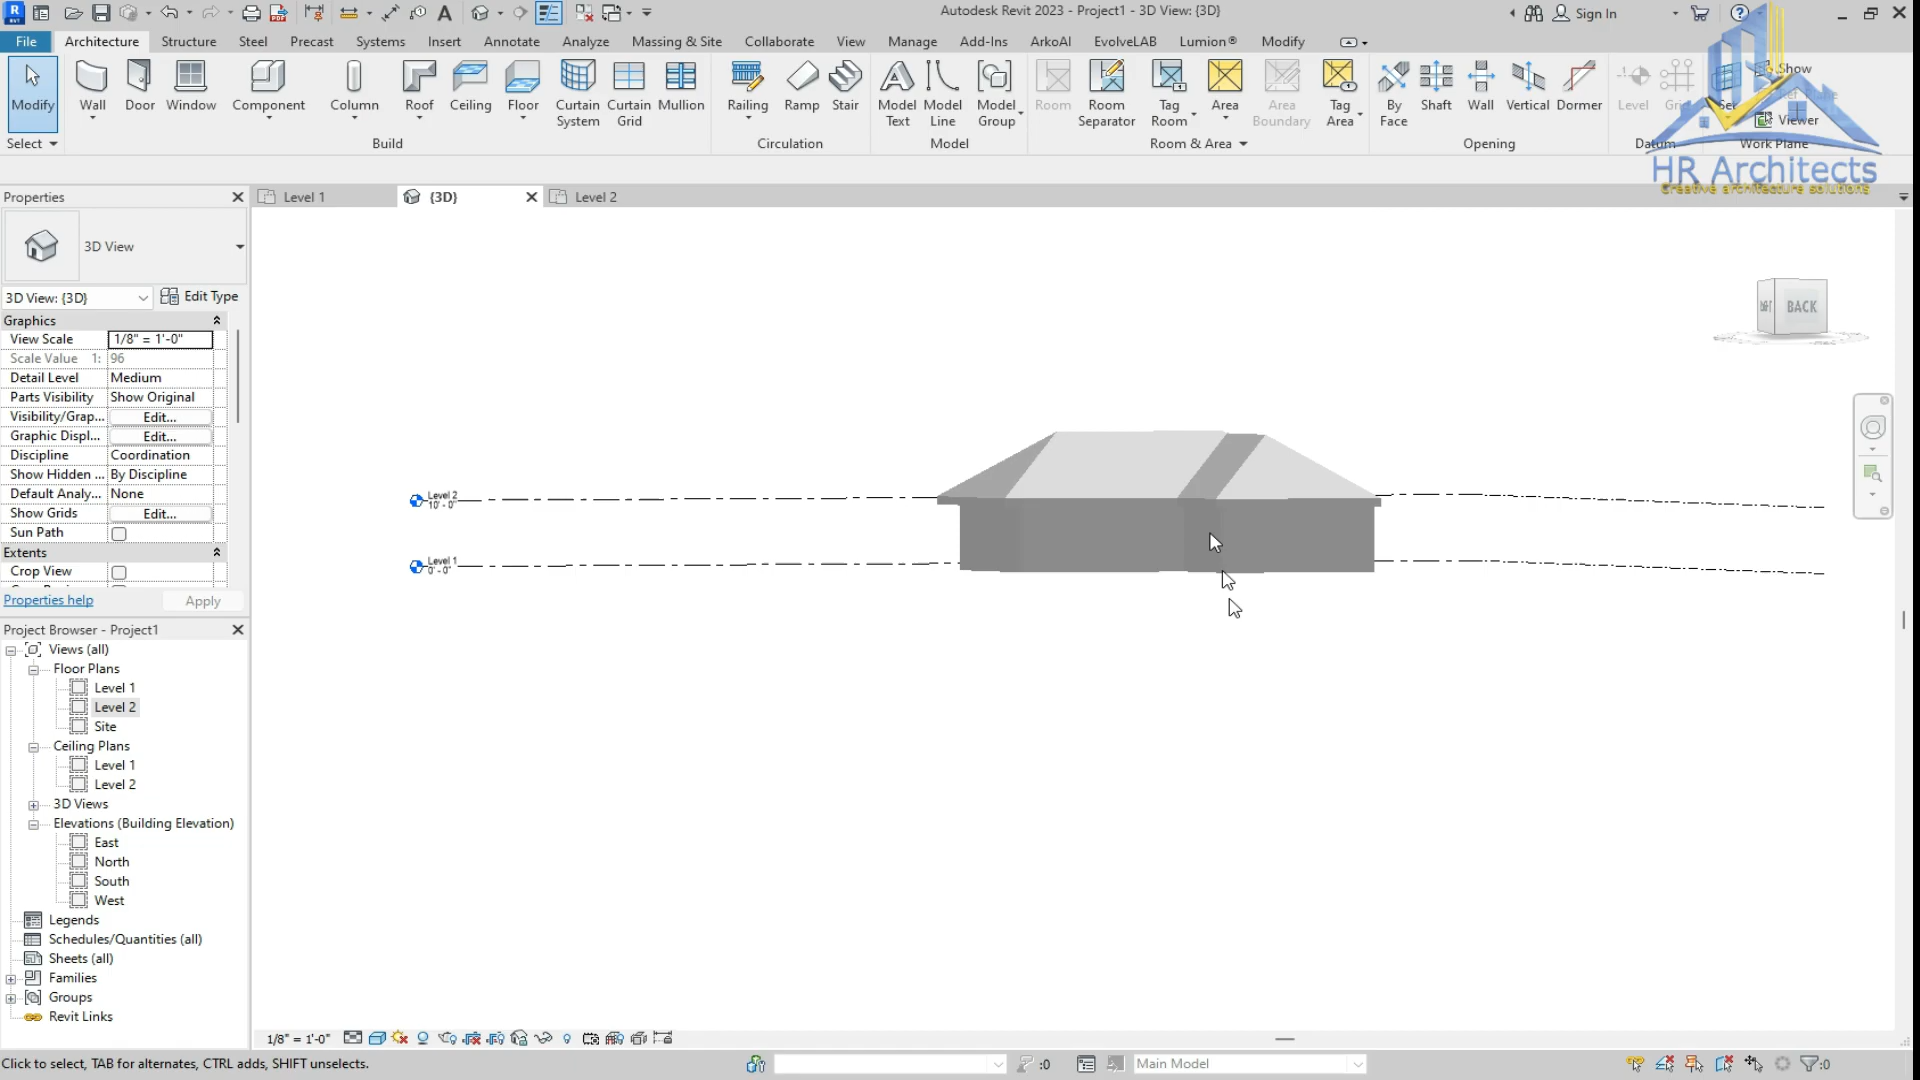 Autodesk Revit 2023 - Project1 - 3D View: {3D}
Sign In
File Architecture Structure Steel Precast Systems Insert Annotate Analyze Massing & Site Collaborate View Manage Add-Ins ArkoAI EvolveLAB Lumion® Modify
Modify
Wall
Door
Window
Component
Column
Roof
Ceiling
Floor
Curtain System
Curtain Grid
Mullion
Railing
Ramp
Stair
Model Text
Model Line
Model Group
Room
Room Separator
Tag Room
Area
Area Boundary
Tag Area
By Face
Shaft
Wall
Vertical
Dormer
Level
Set
Show
Viewer
Select
Build
Circulation
Model
Room & Area
Opening
Datum
Work Plane
HR Architects
Creative architecture solutions
Properties
Level 1
{3D}
Level 2
3D View
3D View: {3D}
Edit Type
Graphics
View Scale 1/8" = 1'-0"
Scale Value 1: 96
Detail Level Medium
Parts Visibility Show Original
Visibility/Grap... Edit...
Graphic Displ... Edit...
Discipline Coordination
Show Hidden ... By Discipline
Default Analy... None
Show Grids Edit...
Sun Path
Extents
Crop View
Properties help
Apply
Project Browser - Project1
Views (all)
Floor Plans
Level 1
Level 2
Site
Ceiling Plans
Level 1
Level 2
3D Views
Elevations (Building Elevation)
East
North
South
West
Legends
Schedules/Quantities (all)
Sheets (all)
Families
Groups
Revit Links
BACK
Level 2
10' - 0"
Level 1
0' - 0"
1/8" = 1'-0"
Click to select, TAB for alternates, CTRL adds, SHIFT unselects.
:0
Main Model
:0